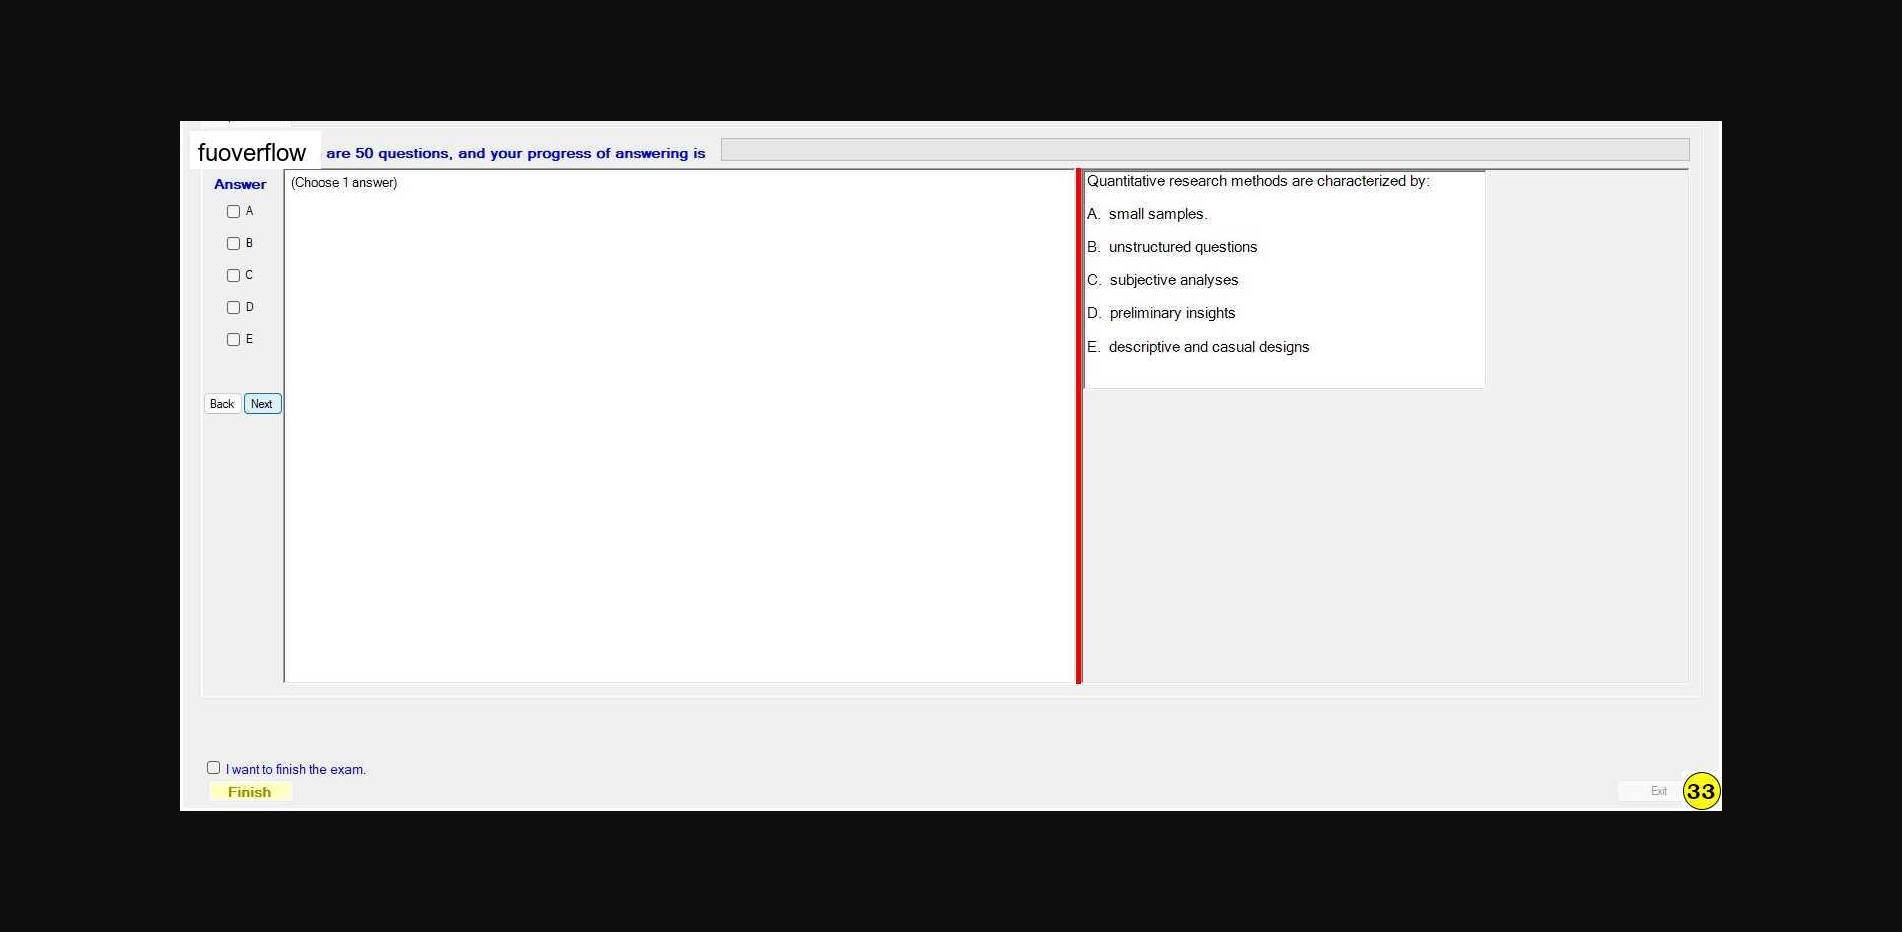 fuoverflow are 50 questions, and your progress of answering is
Answer
(Choose 1 answer)
A
B
C
D
E
Back Next
Quantitative research methods are characterized by:
A. small samples.
B. unstructured questions
C. subjective analyses
D. preliminary insights
E. descriptive and casual designs
I want to finish the exam.
Finish
Exit
33